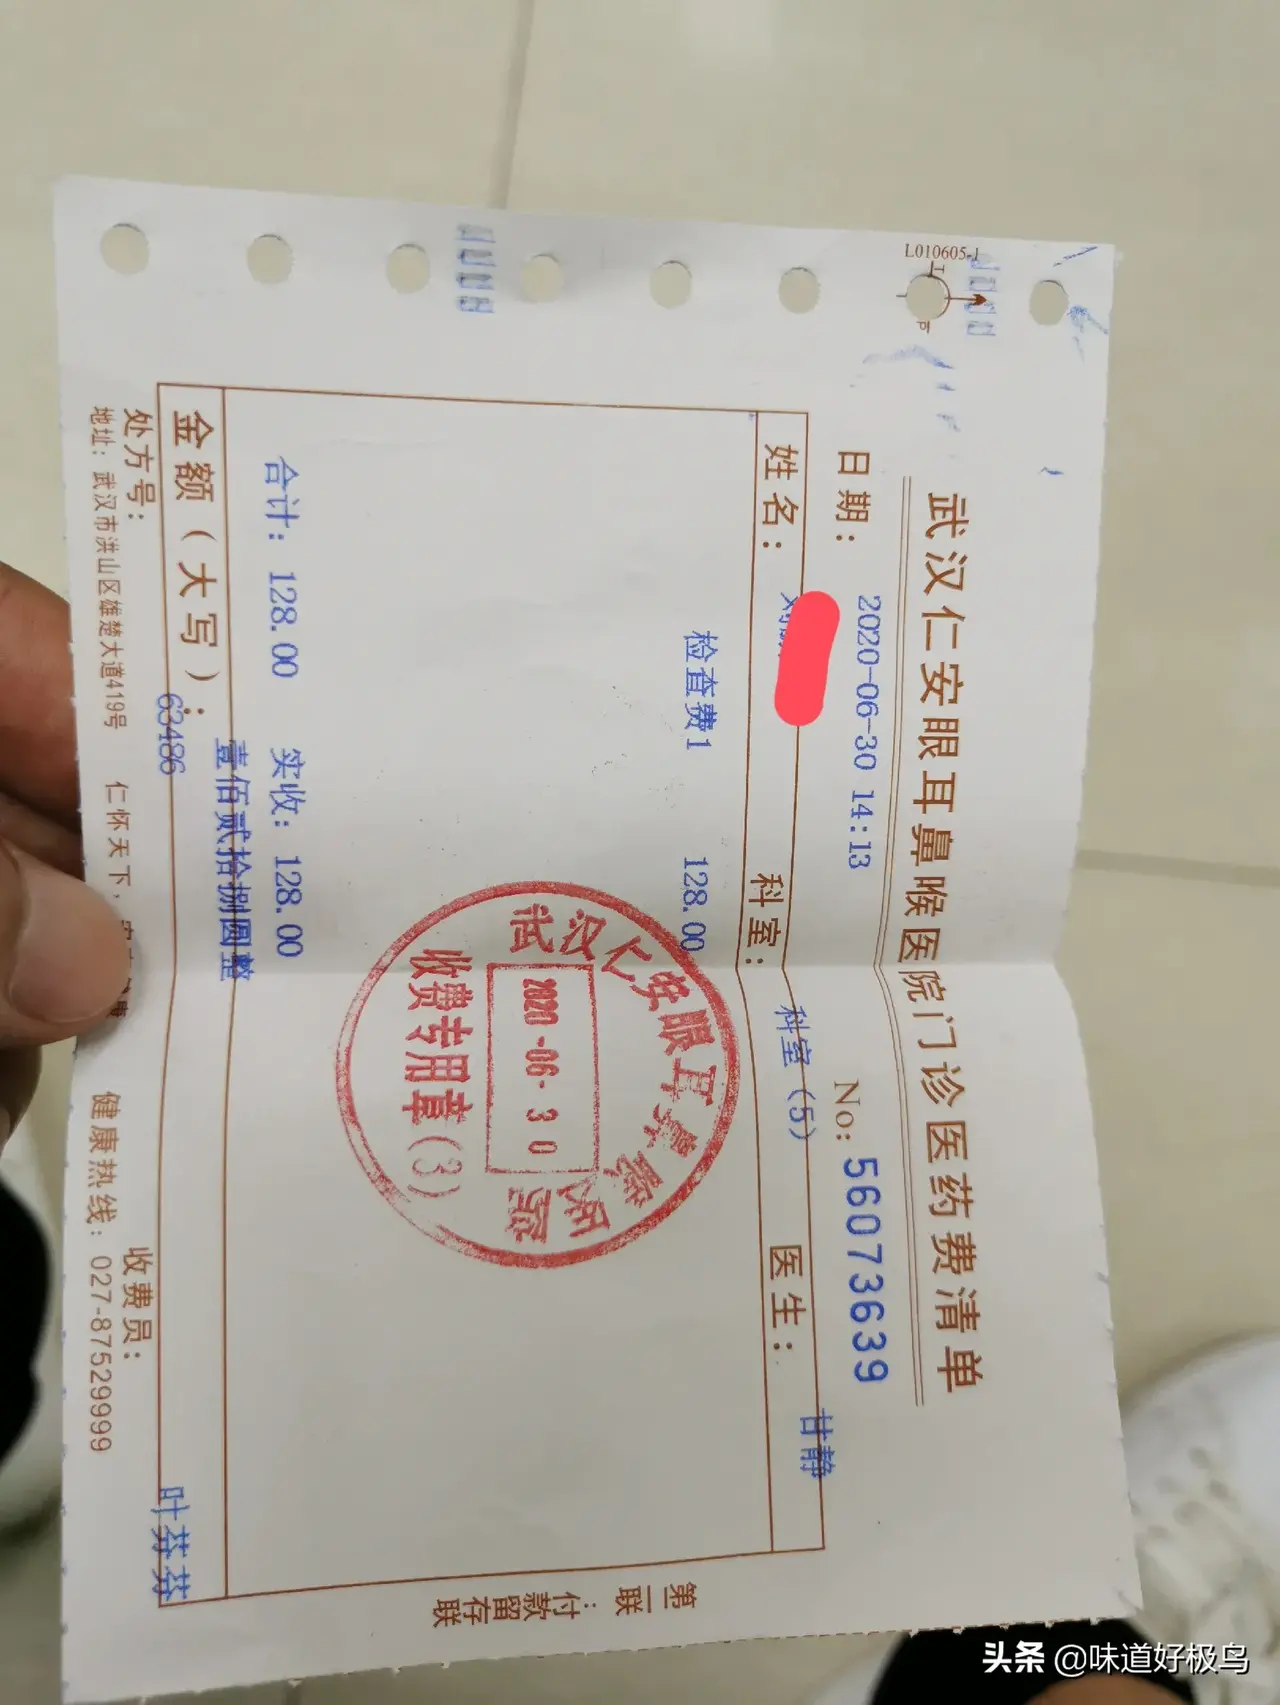 L010605-1
武汉仁安眼耳鼻喉医院门诊医药费清单
日期： 2020-06-30 14:13 No: 56073639
姓名： 科室： 科室(5) 医生： 甘静
检查费1 128.00
合计：128.00 实收：128.00
金额（大写）： 壹佰贰拾捌圆整
处方号： 63486 收费员： 叶芬芬
地址：武汉市洪山区雄楚大道419号 仁怀天下， 健康热线：027-87529999
第二联：付款留存联
武汉仁安眼耳鼻喉医院
2020-06-30
收费专用章(3)
头条 @味道好极鸟